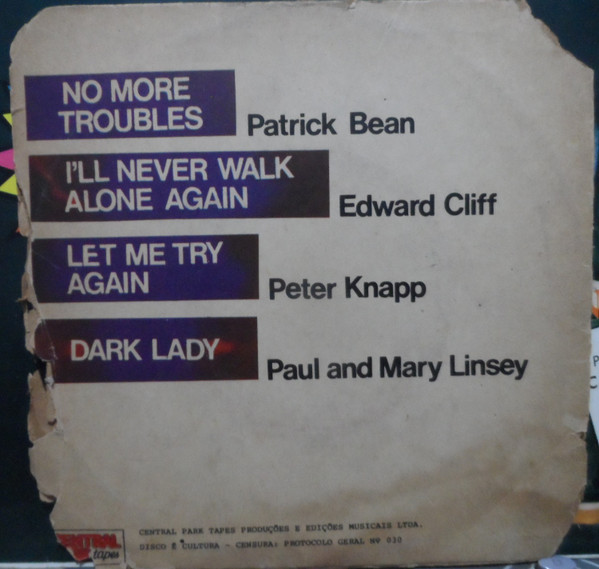 NO MORE
TROUBLES
Patrick Bean
I'LL NEVER WALK
ALONE AGAIN
Edward Cliff
LET ME TRY
AGAIN
Peter Knapp
DARK LADY
Paul and Mary Linsey
CENTRAL PARK TAPES PRODUÇÕES E EDIÇÕES MUSICAIS LTDA.
DISCO É CULTURA - CENSURA: PROTOCOLO GERAL Nº 030
tapes